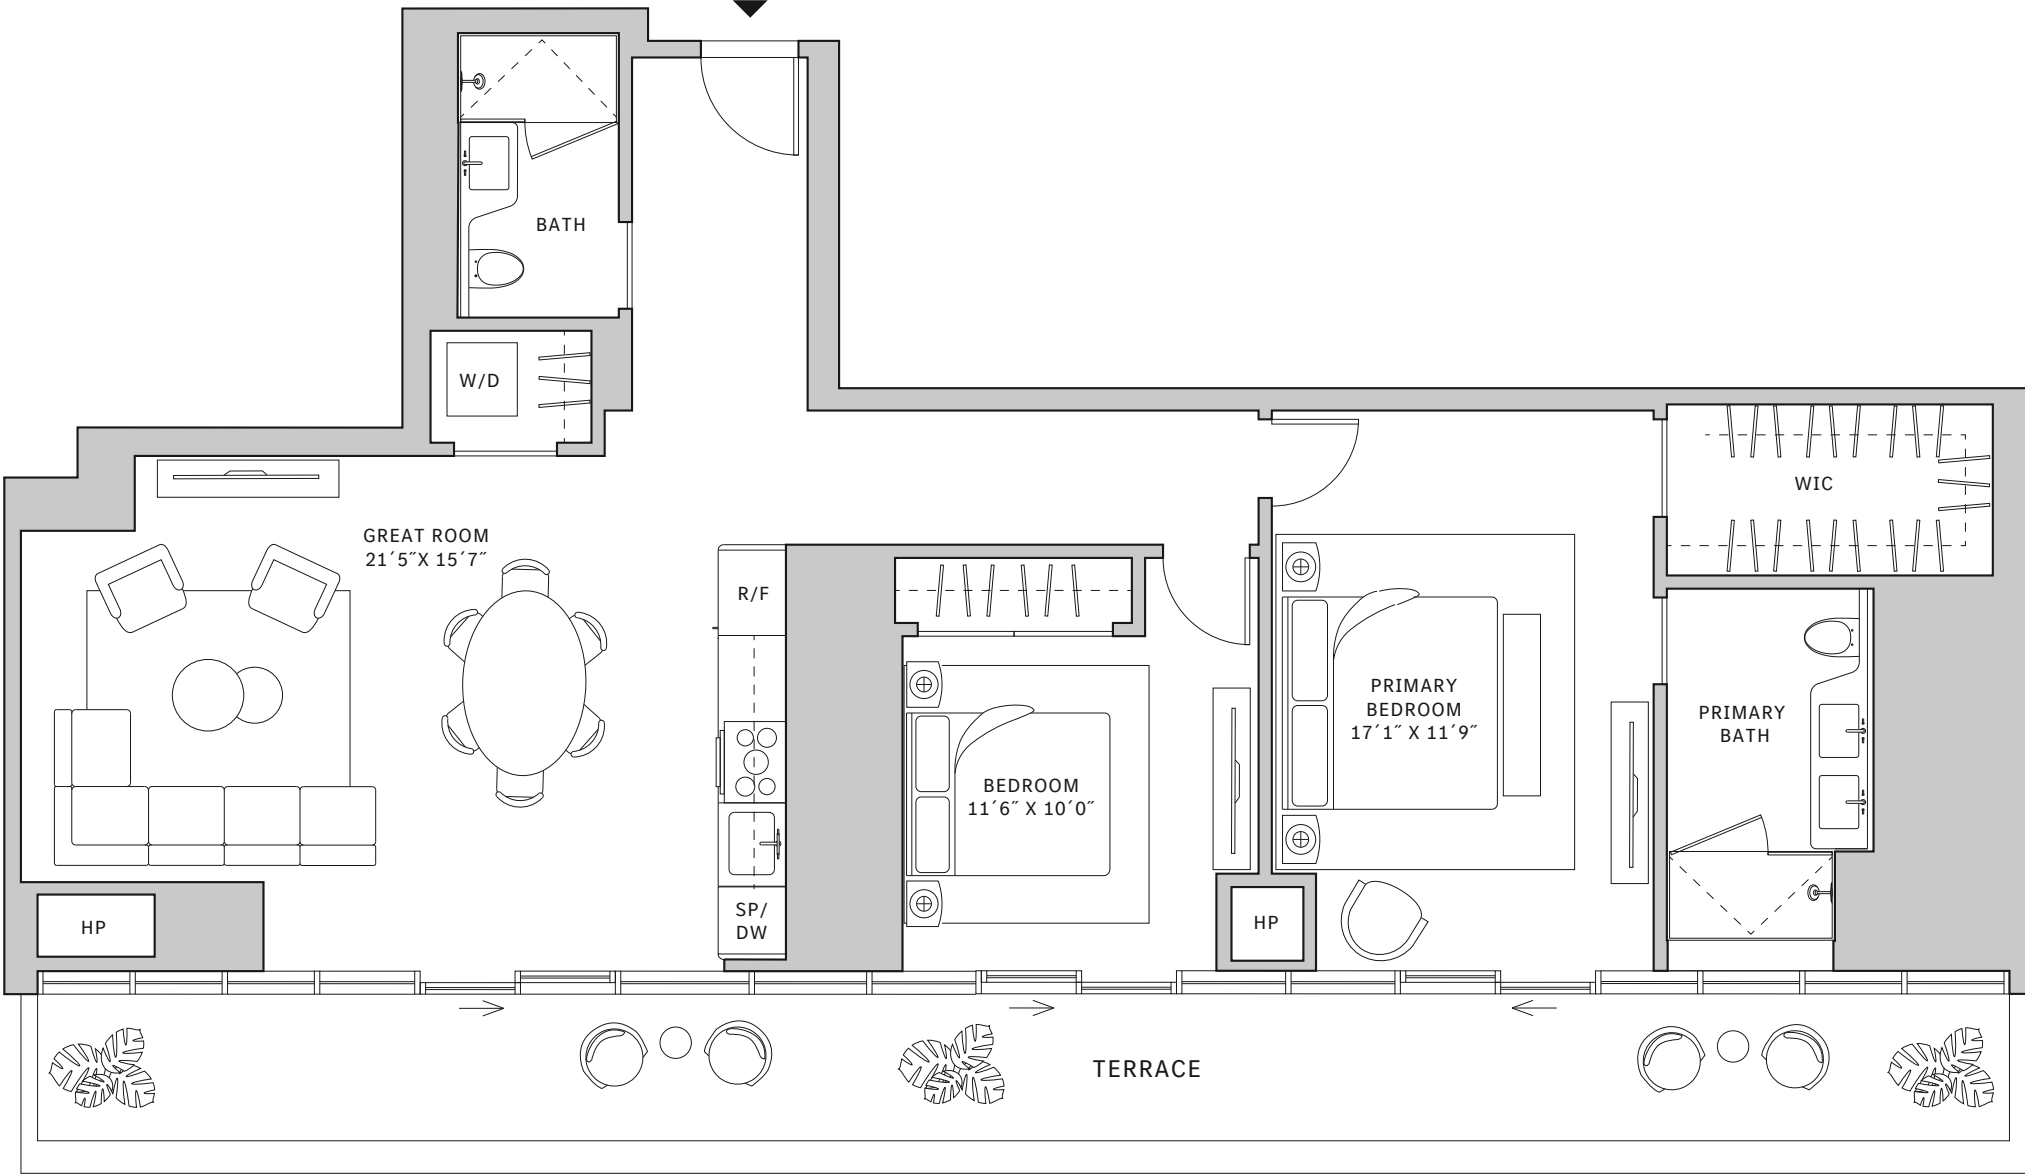 BATH
W/D
WIC
GREAT ROOM
21´5˝X 15´7˝
R/F
PRIMARY
BEDROOM
17´1˝ X 11´9˝
PRIMARY
BATH
BEDROOM
11´6˝ X 10´0˝
SP/
DW
HP
HP
TERRACE